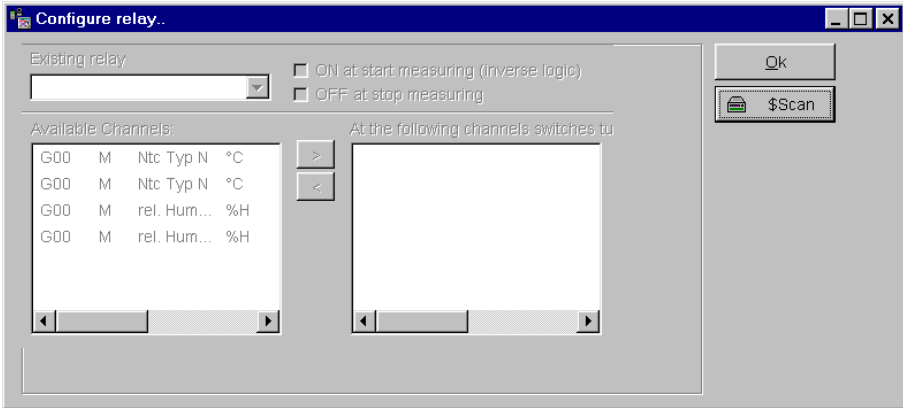 Configure relay..
Existing relay
ON at start measuring (inverse logic)
OFF at stop measuring
Ok
$Scan
Available Channels:
At the following channels switches tu
G00 M Ntc Typ N °C
G00 M Ntc Typ N °C
G00 M rel. Hum... %H
G00 M rel. Hum... %H
>
<